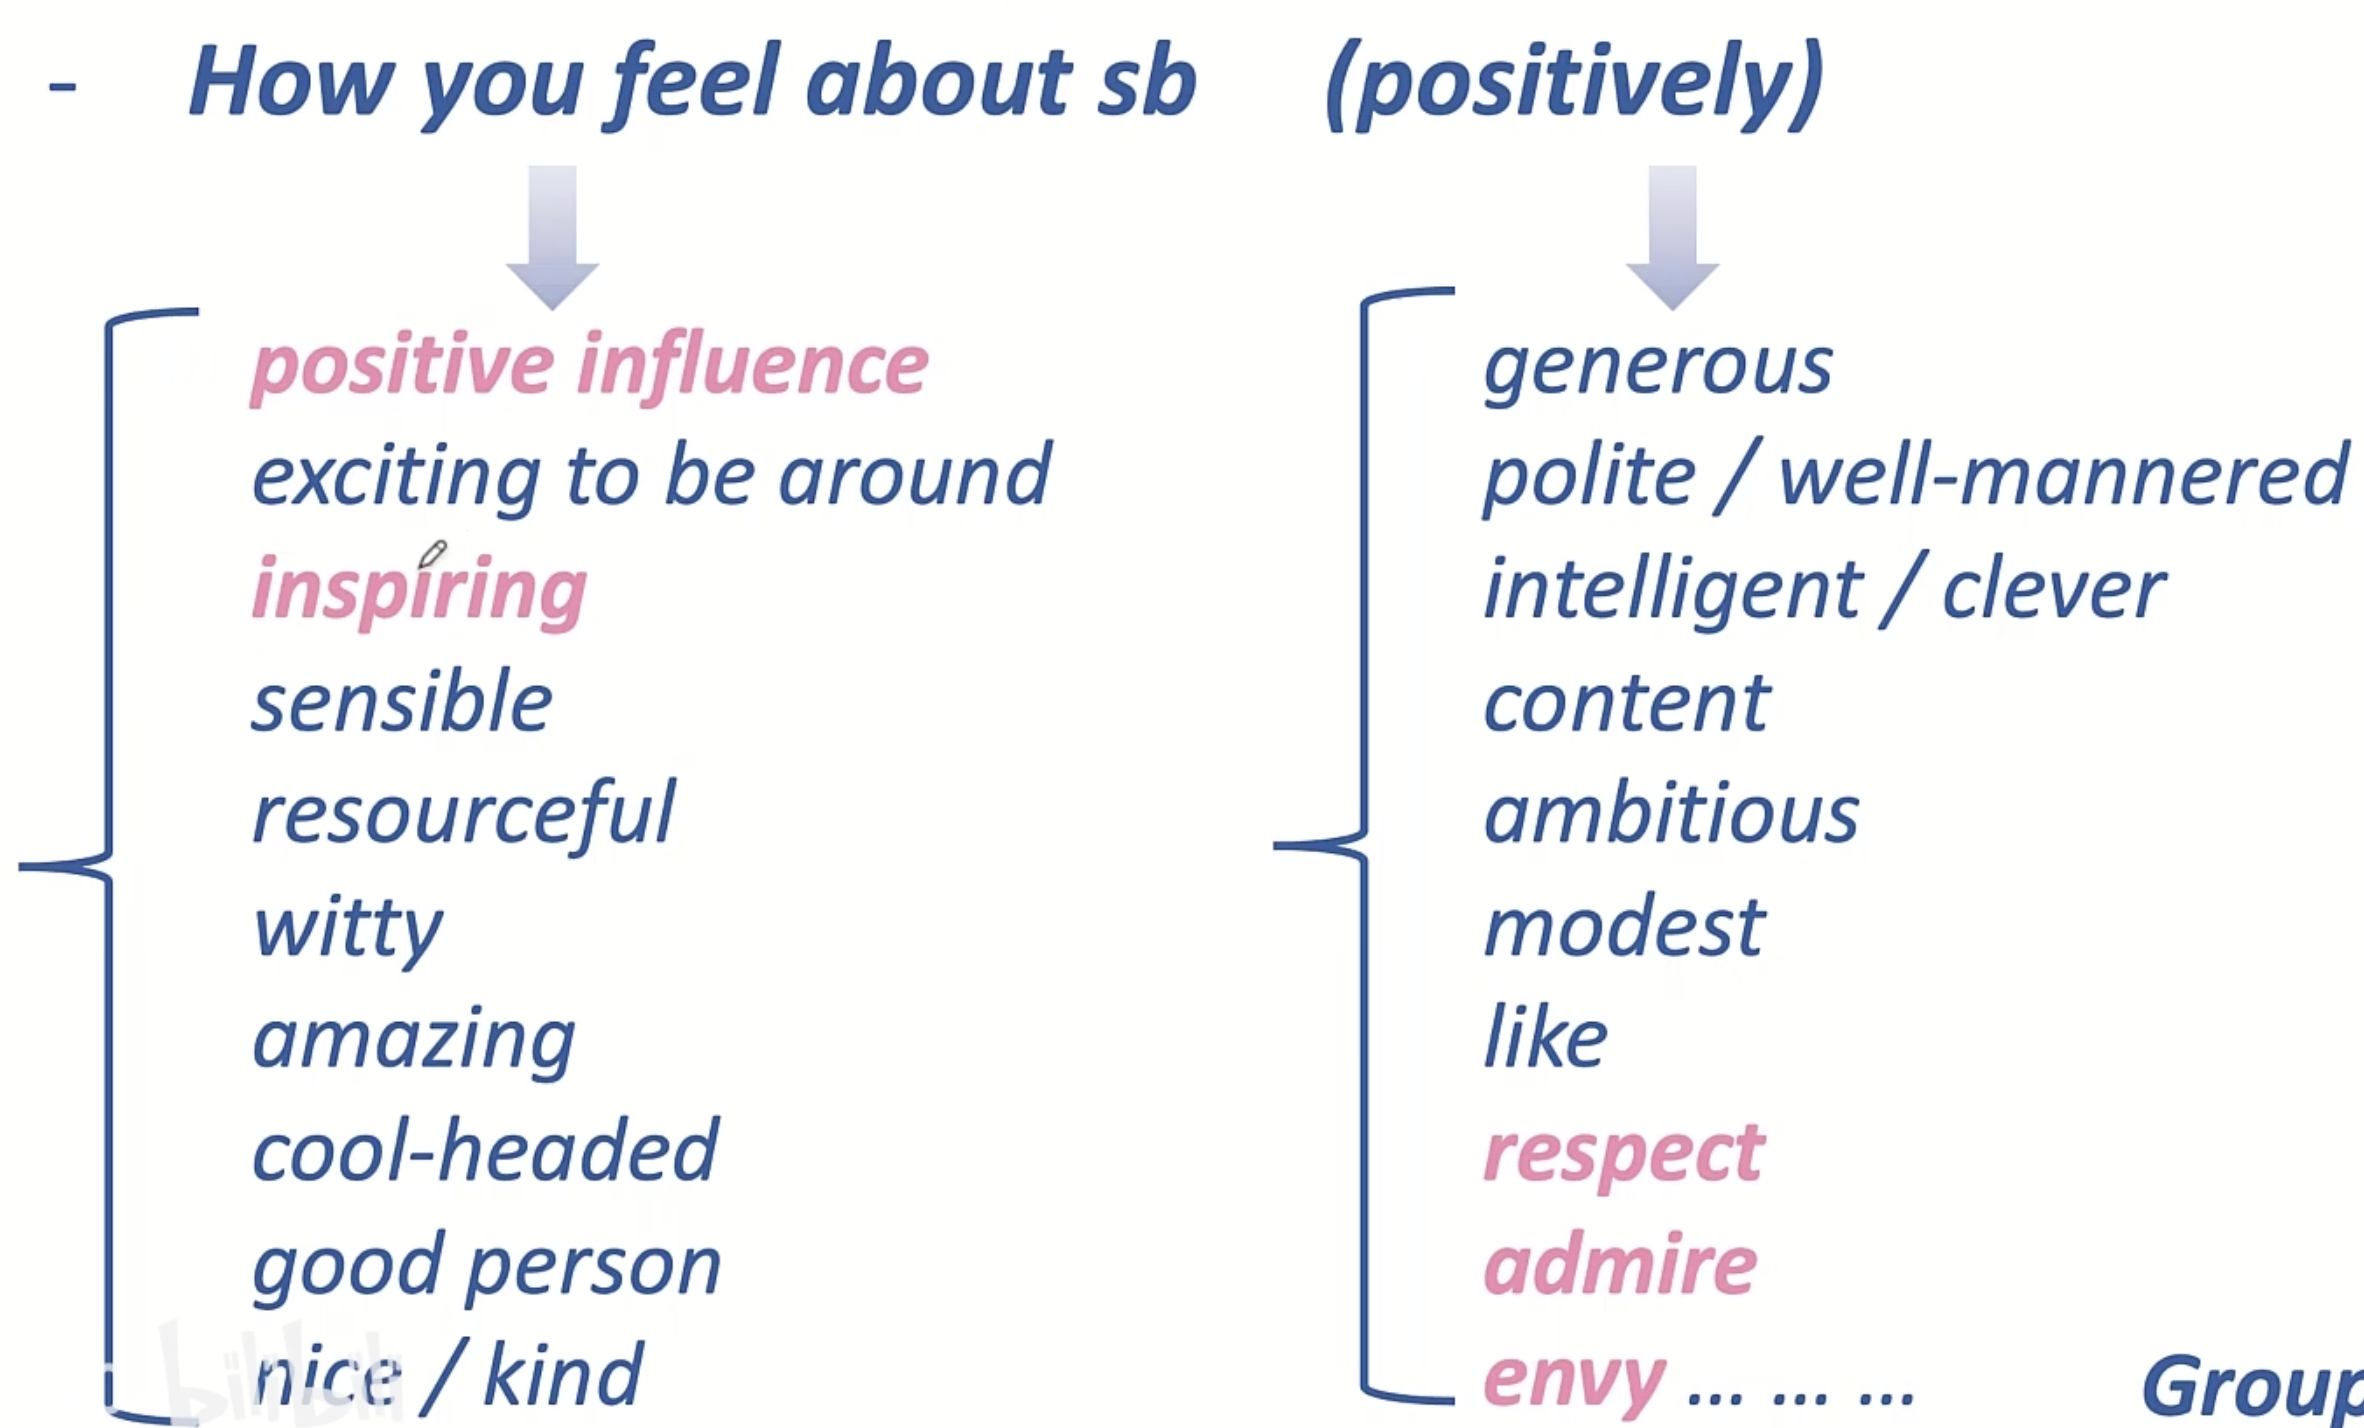 - How you feel about sb (positively)
positive influence
exciting to be around
inspiring
sensible
resourceful
witty
amazing
cool-headed
good person
nice / kind
generous
polite / well-mannered
intelligent / clever
content
ambitious
modest
like
respect
admire
envy ... ... ...
Group
bilibili